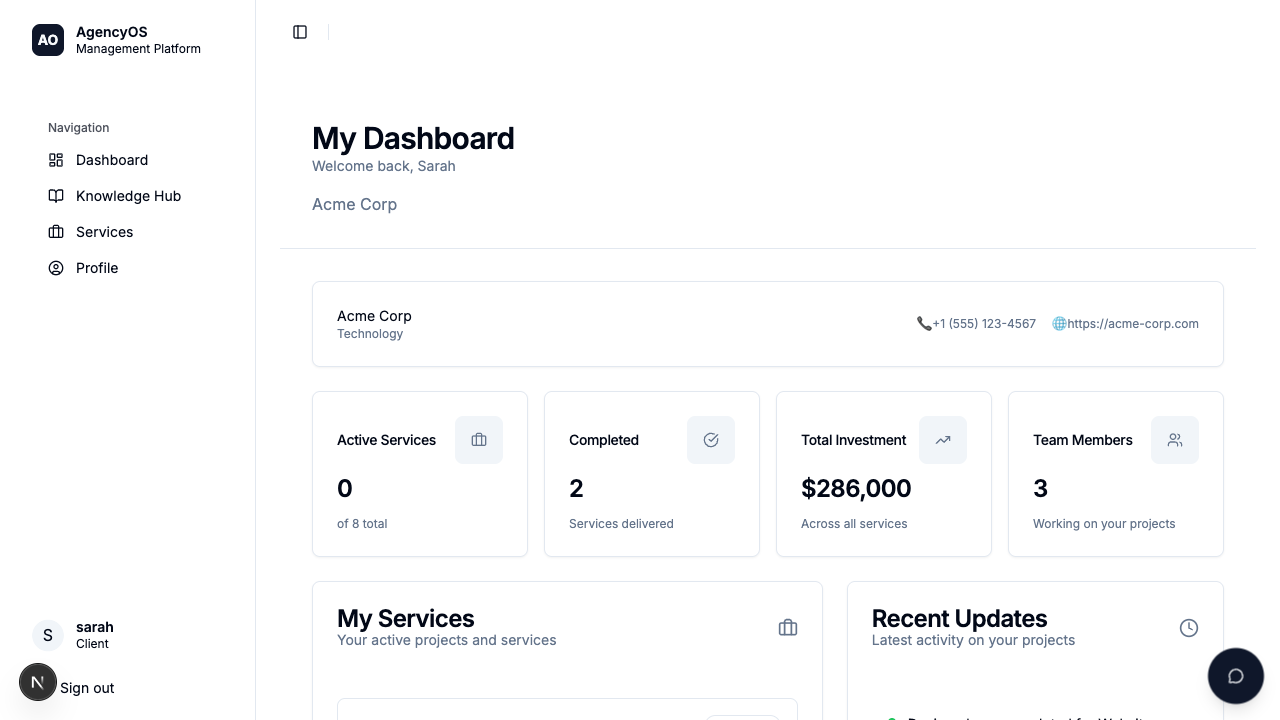 AO
AgencyOS
Management Platform
Navigation
Dashboard
Knowledge Hub
Services
Profile
S
sarah
Client
N
Sign out
My Dashboard
Welcome back, Sarah
Acme Corp
Acme Corp
Technology
+1 (555) 123-4567
https://acme-corp.com
Active Services
0
of 8 total
Completed
2
Services delivered
Total Investment
$286,000
Across all services
Team Members
3
Working on your projects
My Services
Your active projects and services
Recent Updates
Latest activity on your projects